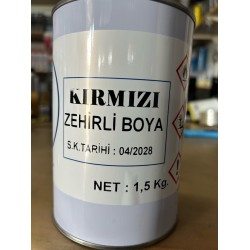 KIRMIZI
ZEHİRLİ BOYA
S.K.TARİHİ : 04/2028
NET : 1,5 Kg.